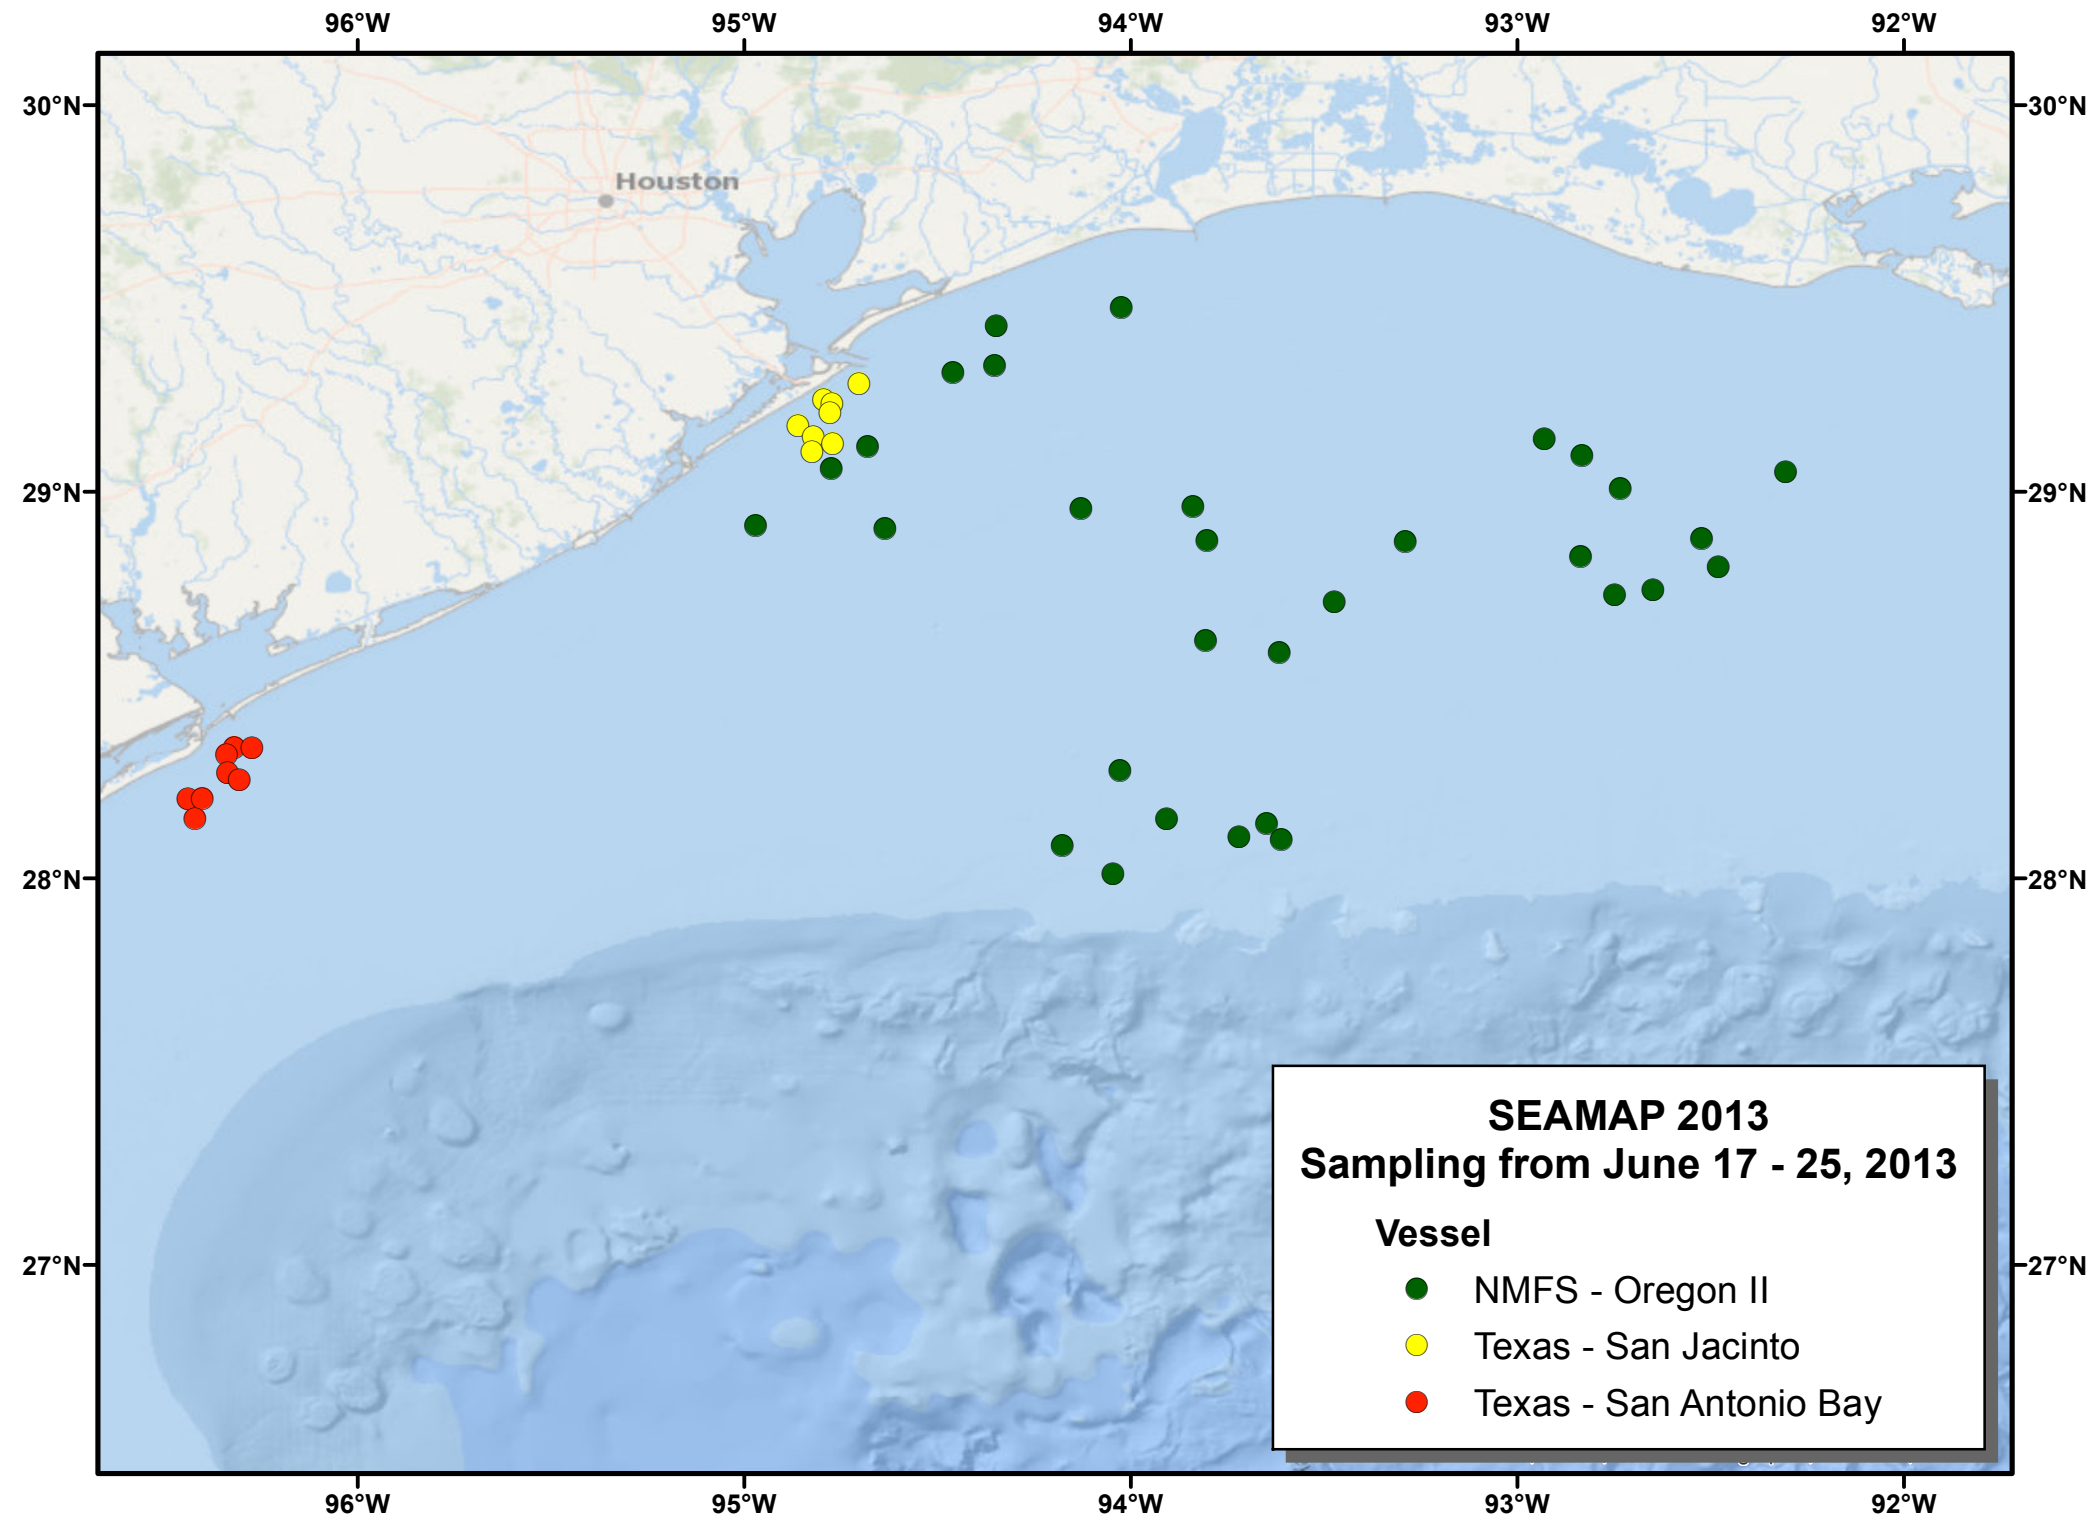 96°W 95°W 94°W 93°W 92°W
30°N 30°N
Houston
29°N 29°N
28°N 28°N
SEAMAP 2013
Sampling from June 17 - 25, 2013
Vessel
27°N 27°N
NMFS - Oregon II
Texas - San Jacinto
Texas - San Antonio Bay
96°W 95°W 94°W 93°W 92°W